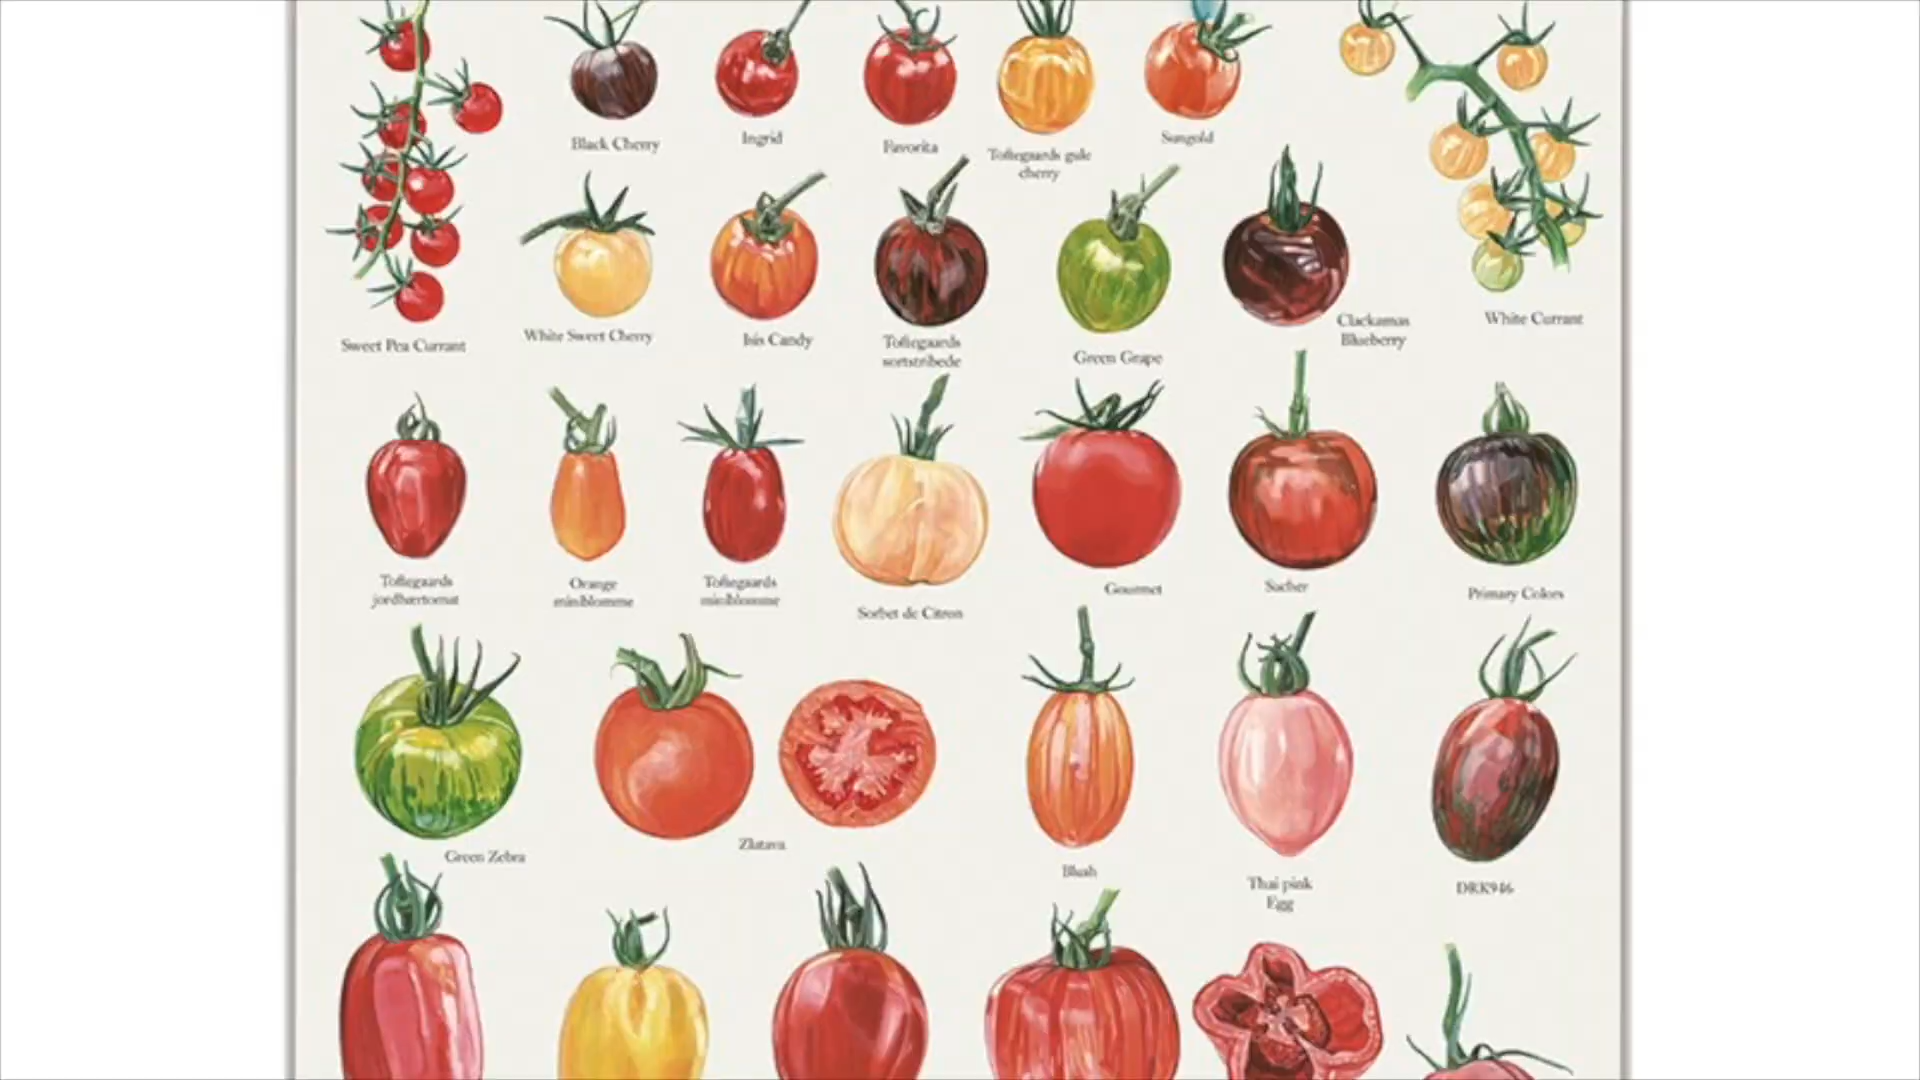 Black Cherry
Ingrid
Favorita
Toftegaards gule
cherry
Sungold
Sweet Pea Currant
White Sweet Cherry
Isis Candy
Toftegaards
sortstribede
Green Grape
Clackamas
Blueberry
White Currant
Toftegaards
jordbærtomat
Orange
miniblomme
Toftegaards
miniblomme
Sorbet de Citron
Gourmet
Sacher
Primary Colors
Green Zebra
Zlatava
Blush
Thai pink
Egg
DRK946